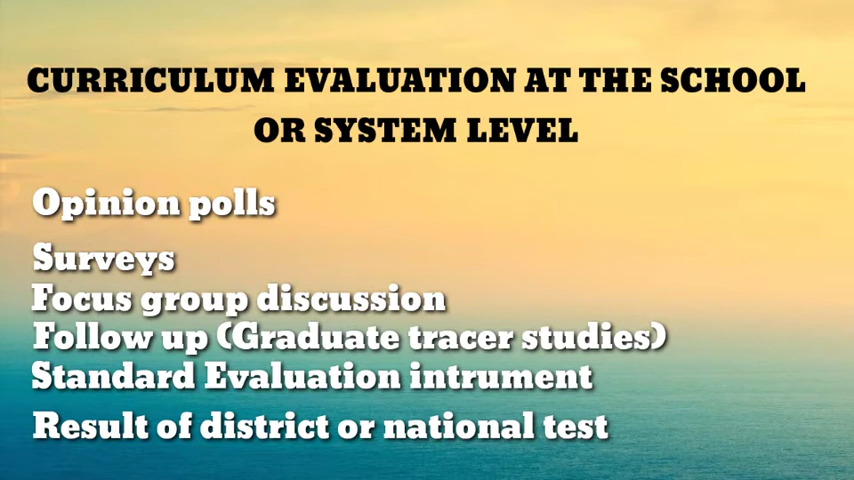 CURRICULUM EVALUATION AT THE SCHOOL
OR SYSTEM LEVEL
Opinion polls
Surveys
Focus group discussion
Follow up (Graduate tracer studies)
Standard Evaluation intrument
Result of district or national test